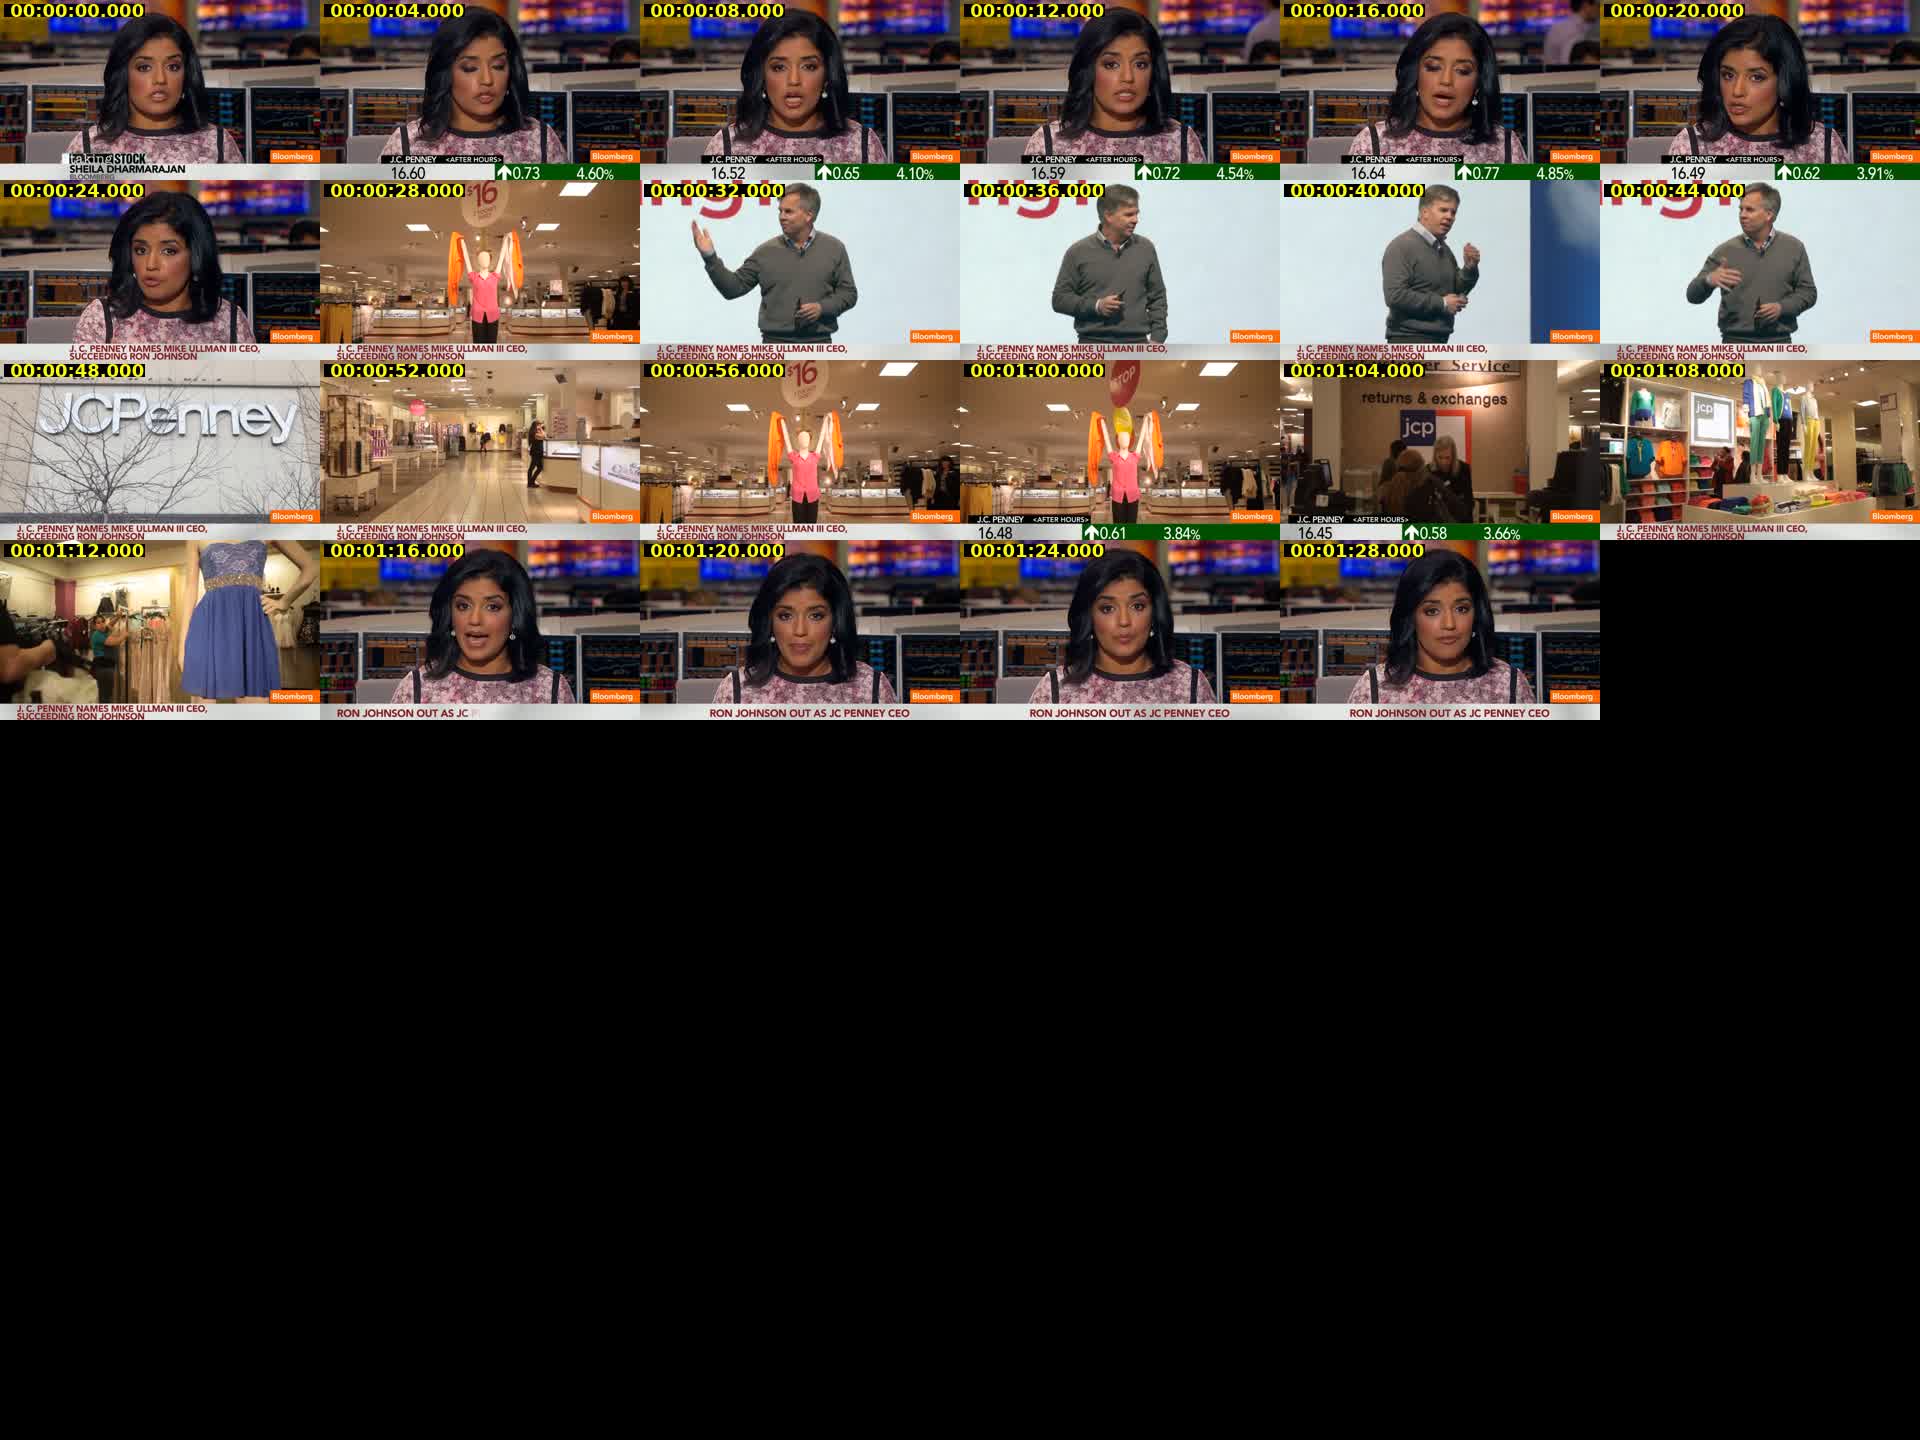 00:00:00.000
taking STOCK
SHEILA DHARMARAJAN
BLOOMBERG
Bloomberg
00:00:04.000
Bloomberg
J.C. PENNEY <AFTER HOURS>
16.60 0.73 4.60%
00:00:08.000
Bloomberg
J.C. PENNEY <AFTER HOURS>
16.52 0.65 4.10%
00:00:12.000
Bloomberg
J.C. PENNEY <AFTER HOURS>
16.59 0.72 4.54%
00:00:16.000
Bloomberg
J.C. PENNEY <AFTER HOURS>
16.64 0.77 4.85%
00:00:20.000
Bloomberg
J.C. PENNEY <AFTER HOURS>
16.49 0.62 3.91%
00:00:24.000
Bloomberg
J. C. PENNEY NAMES MIKE ULLMAN III CEO,
SUCCEEDING RON JOHNSON
00:00:28.000
$16
Bloomberg
J. C. PENNEY NAMES MIKE ULLMAN III CEO,
SUCCEEDING RON JOHNSON
00:00:32.000
Bloomberg
J. C. PENNEY NAMES MIKE ULLMAN III CEO,
SUCCEEDING RON JOHNSON
00:00:36.000
Bloomberg
J. C. PENNEY NAMES MIKE ULLMAN III CEO,
SUCCEEDING RON JOHNSON
00:00:40.000
Bloomberg
J. C. PENNEY NAMES MIKE ULLMAN III CEO,
SUCCEEDING RON JOHNSON
00:00:44.000
Bloomberg
J. C. PENNEY NAMES MIKE ULLMAN III CEO,
SUCCEEDING RON JOHNSON
00:00:48.000
JCPenney
Bloomberg
J. C. PENNEY NAMES MIKE ULLMAN III CEO,
SUCCEEDING RON JOHNSON
00:00:52.000
Bloomberg
J. C. PENNEY NAMES MIKE ULLMAN III CEO,
SUCCEEDING RON JOHNSON
00:00:56.000
$16
Bloomberg
J. C. PENNEY NAMES MIKE ULLMAN III CEO,
SUCCEEDING RON JOHNSON
00:01:00.000
Bloomberg
J.C. PENNEY <AFTER HOURS>
16.48 0.61 3.84%
00:01:04.000
Service
returns & exchanges
jcp
Bloomberg
J.C. PENNEY <AFTER HOURS>
16.45 0.58 3.66%
00:01:08.000
jcp
Bloomberg
J. C. PENNEY NAMES MIKE ULLMAN III CEO,
SUCCEEDING RON JOHNSON
00:01:12.000
Bloomberg
J. C. PENNEY NAMES MIKE ULLMAN III CEO,
SUCCEEDING RON JOHNSON
00:01:16.000
Bloomberg
RON JOHNSON OUT AS JC P
00:01:20.000
Bloomberg
RON JOHNSON OUT AS JC PENNEY CEO
00:01:24.000
Bloomberg
RON JOHNSON OUT AS JC PENNEY CEO
00:01:28.000
Bloomberg
RON JOHNSON OUT AS JC PENNEY CEO